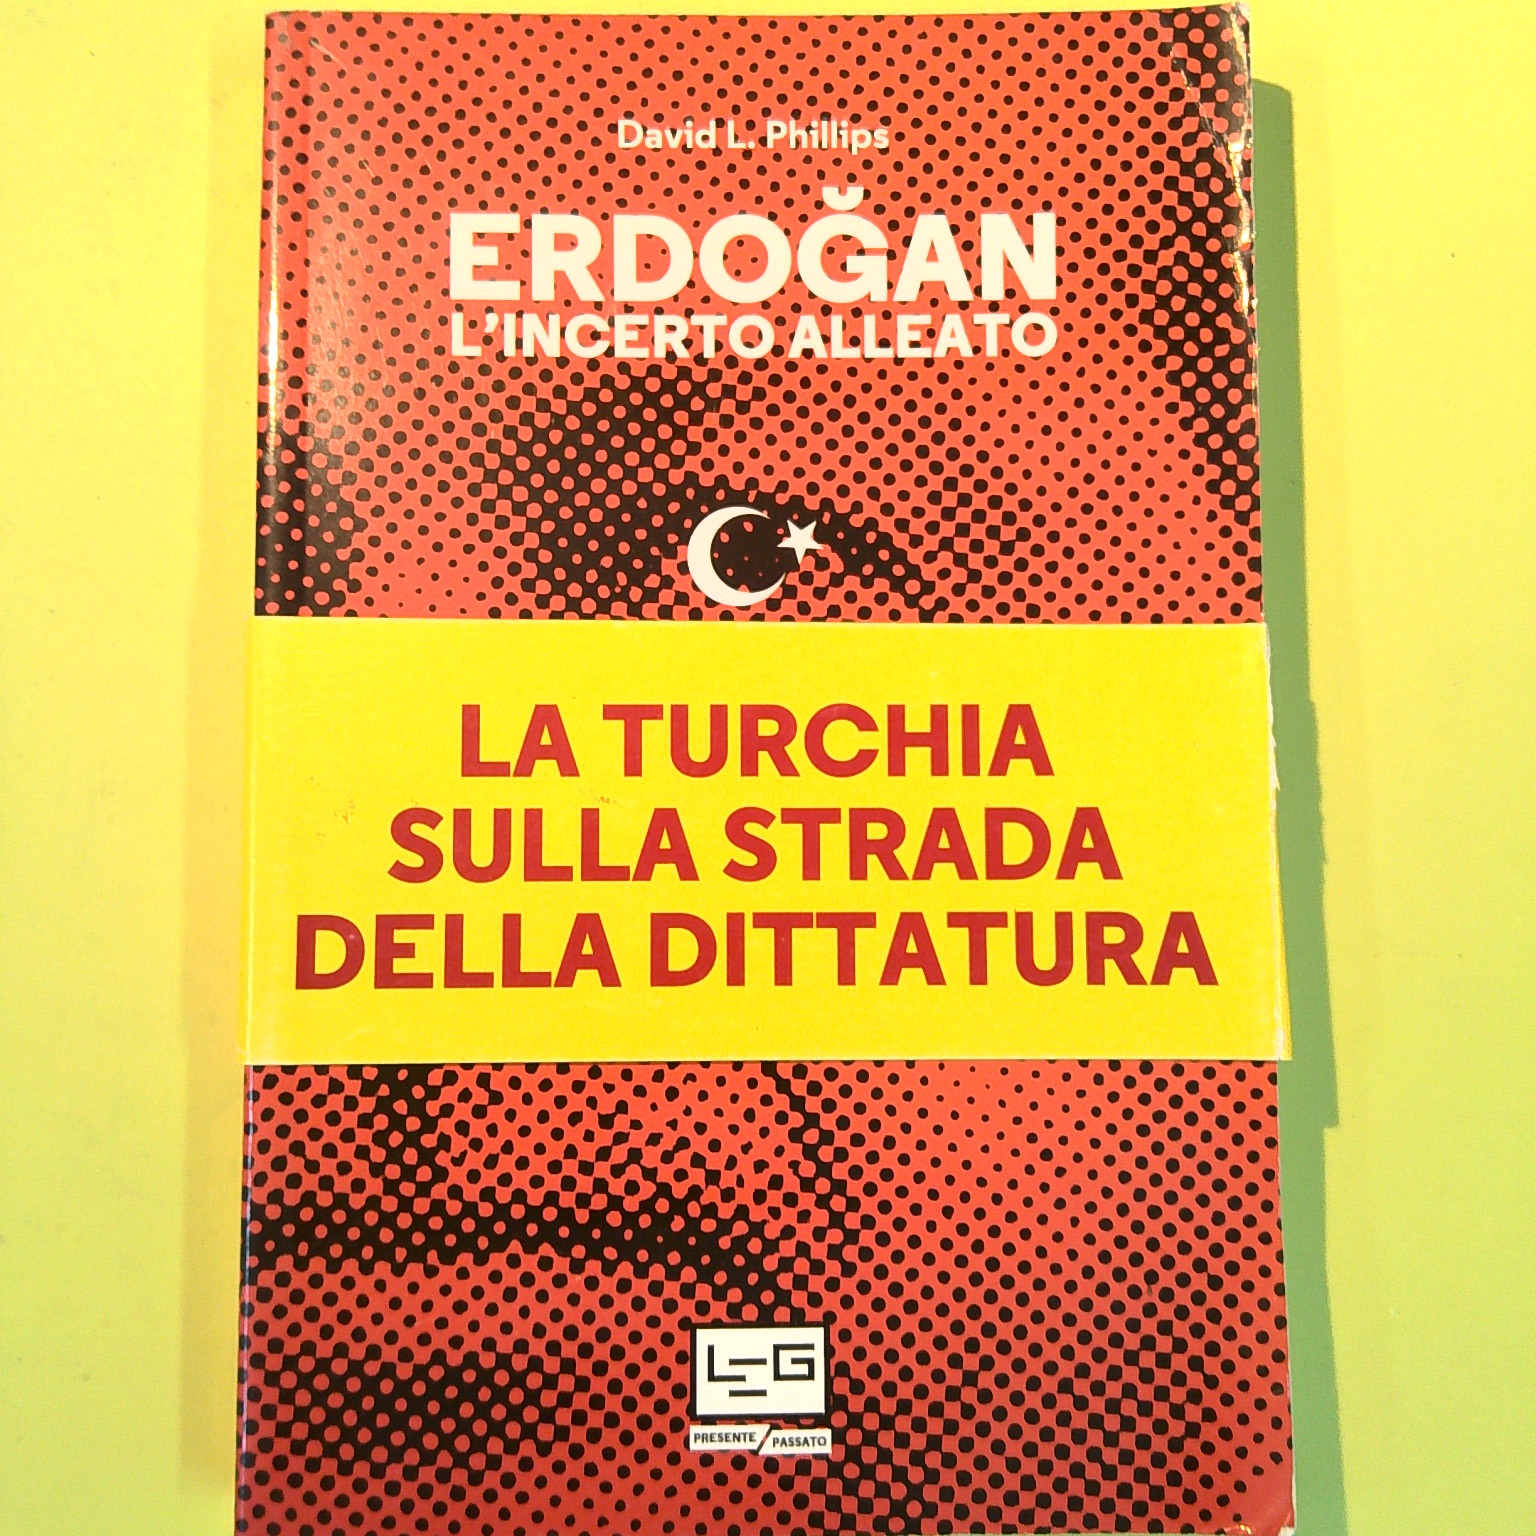 David L. Phillips
ERDOĞAN
L'INCERTO ALLEATO
LA TURCHIA
SULLA STRADA
DELLA DITTATURA
LEG
PRESENTE / PASSATO